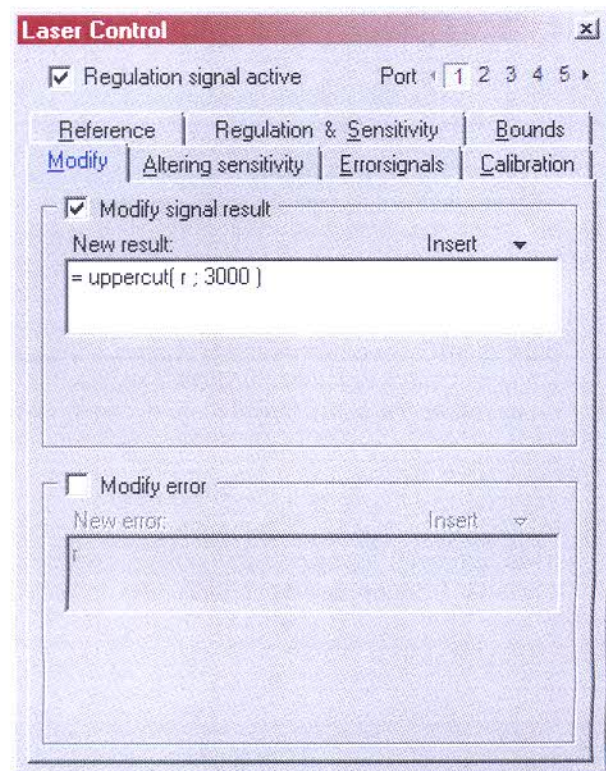 Laser Control
Regulation signal active Port 1 2 3 4 5
Reference Regulation & Sensitivity Bounds
Modify Altering sensitivity Errorsignals Calibration
Modify signal result
New result: Insert
= uppercut( r ; 3000 )
Modify error
New error: Insert
r